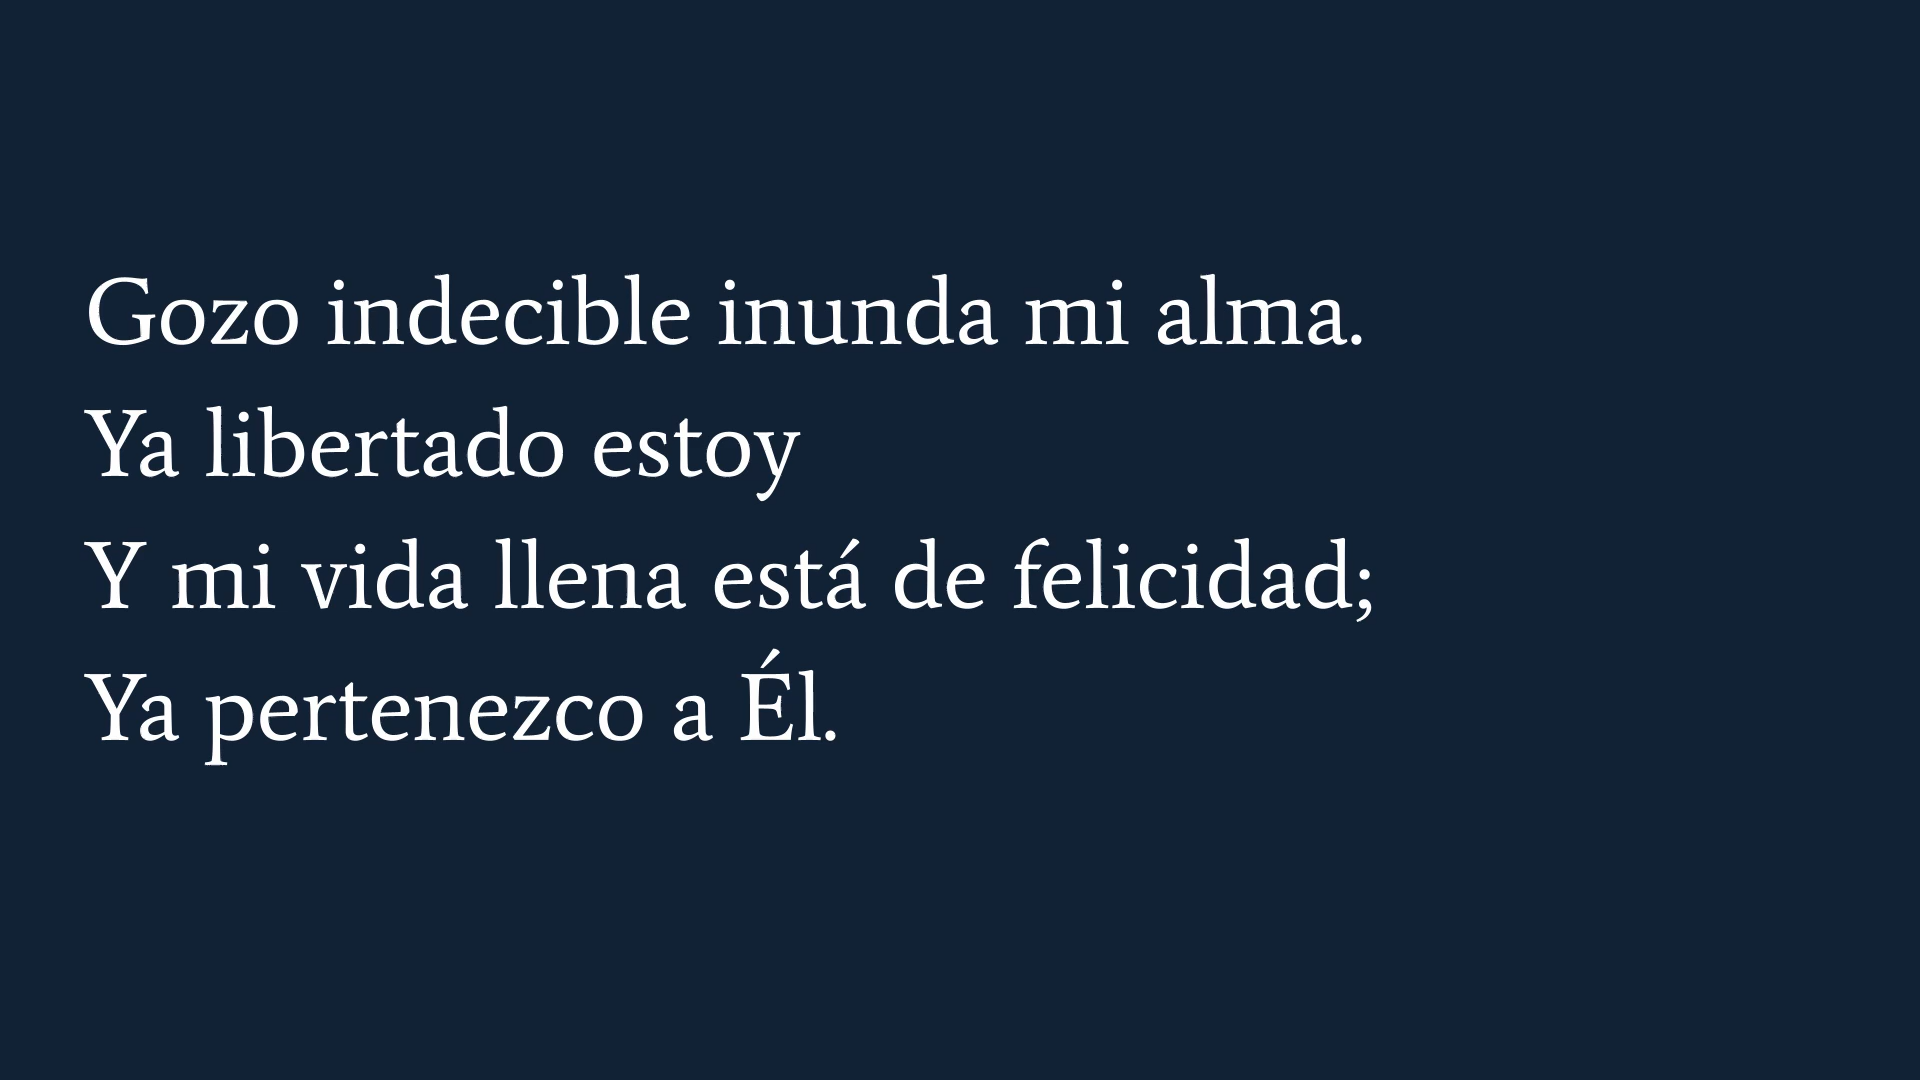 Gozo indecible inunda mi alma.
Ya libertado estoy
Y mi vida llena está de felicidad;
Ya pertenezco a Él.